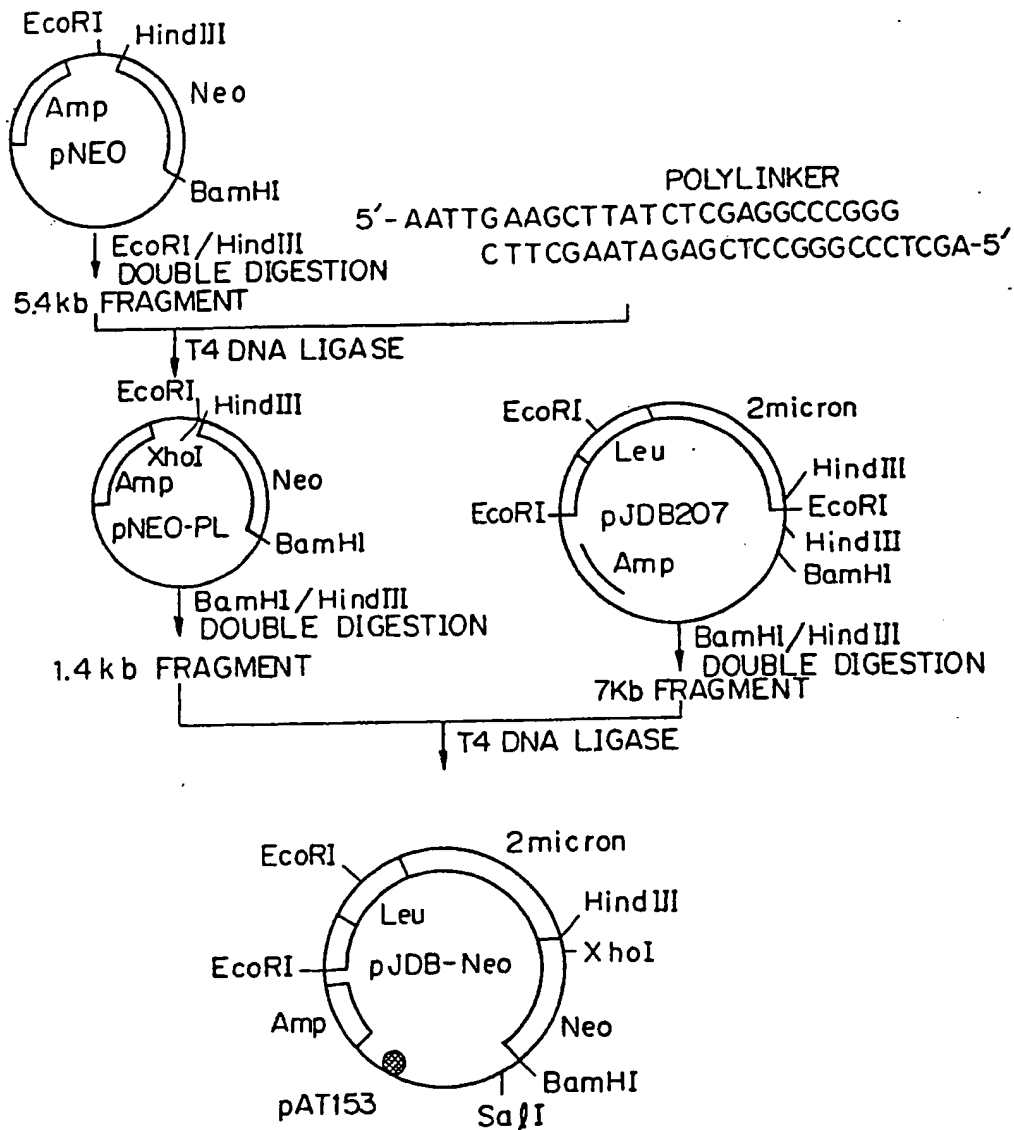 EcoRI
HindIII
Amp
Neo
pNEO
BamHI
EcoRI/HindIII
DOUBLE DIGESTION
5.4kb FRAGMENT
POLYLINKER
5'-AATTGAAGCTTATCTCGAGGCCCGGG
CTTCGAATAGAGCTCCGGGCCCTCGA-5'
T4 DNA LIGASE
EcoRI
HindIII
XhoI
Amp
Neo
pNEO-PL
BamHI
BamHI/HindIII
DOUBLE DIGESTION
1.4kb FRAGMENT
EcoRI
2micron
Leu
HindIII
EcoRI
pJDB207
EcoRI
HindIII
Amp
BamHI
BamHI/HindIII
DOUBLE DIGESTION
7Kb FRAGMENT
T4 DNA LIGASE
EcoRI
2micron
Leu
HindIII
XhoI
EcoRI
pJDB-Neo
Amp
Neo
BamHI
pAT153
SalI